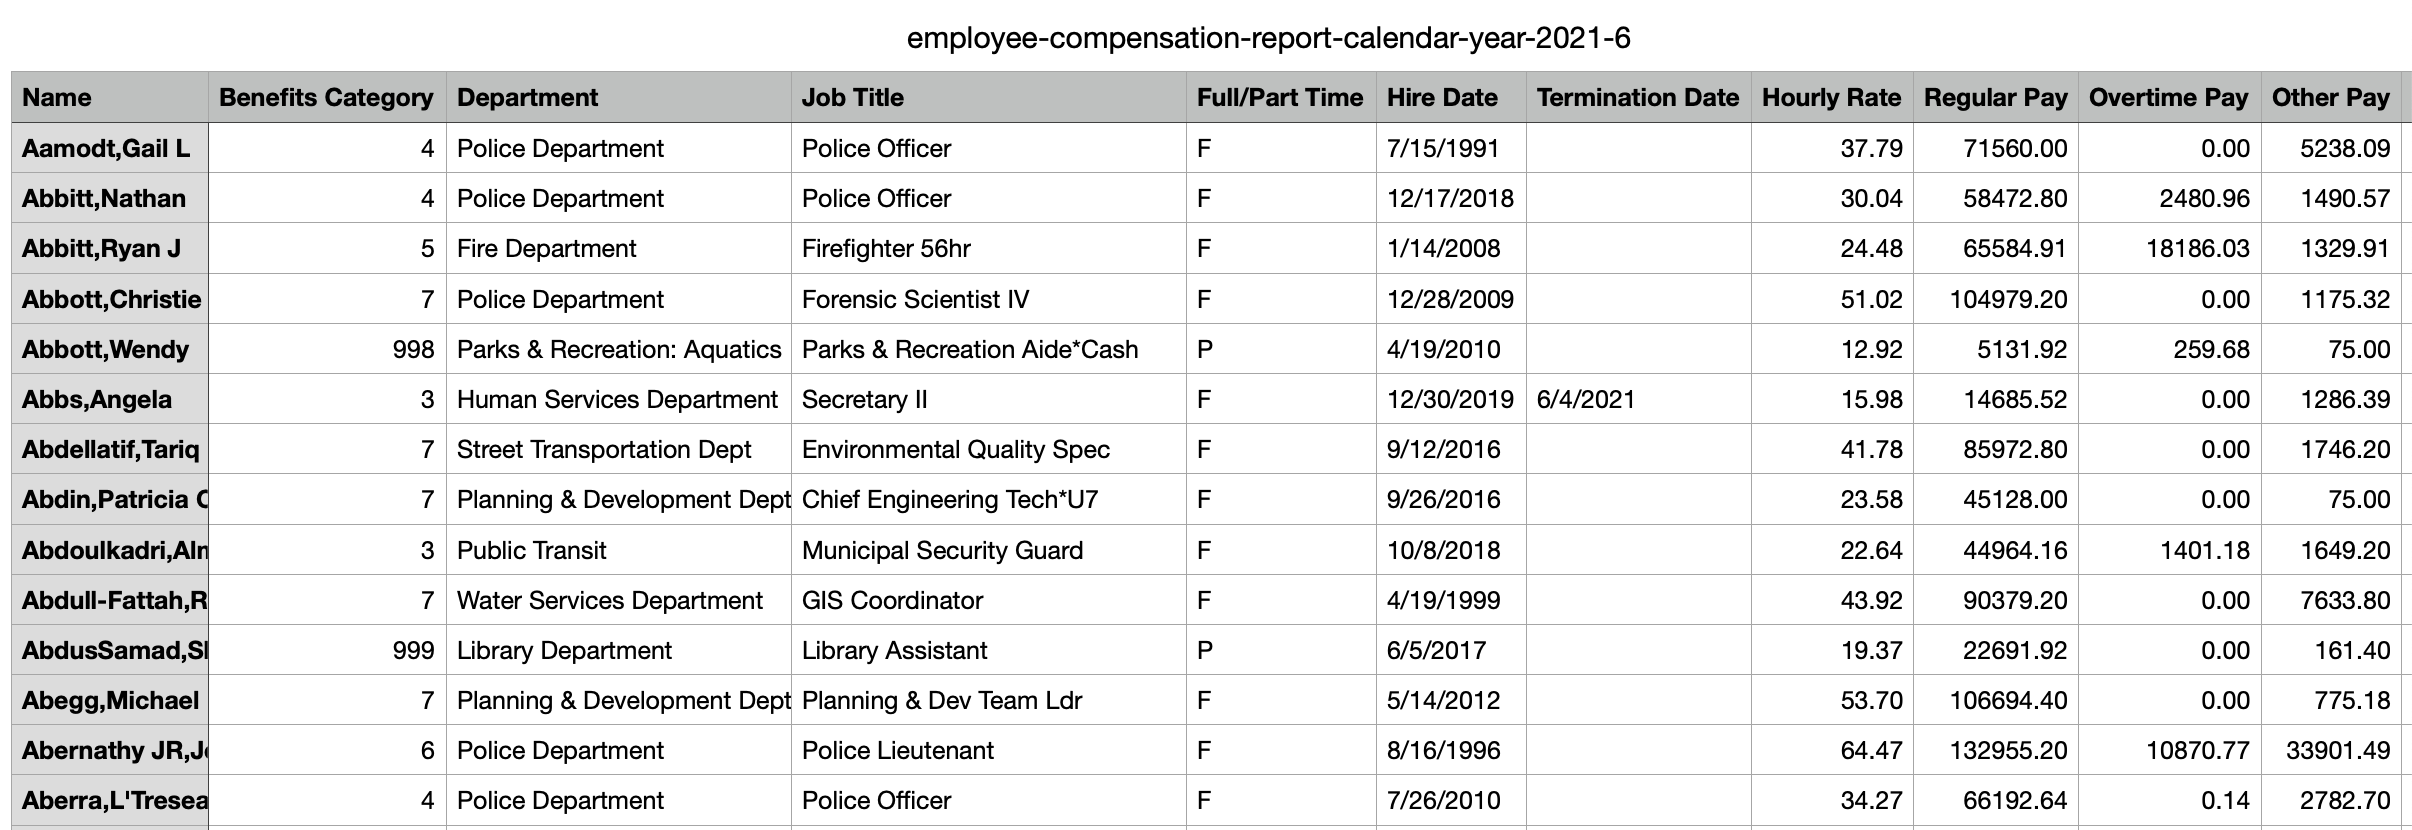 employee-compensation-report-calendar-year-2021-6
Name Benefits Category Department Job Title Full/Part Time Hire Date Termination Date Hourly Rate Regular Pay Overtime Pay Other Pay
Aamodt,Gail L 4 Police Department Police Officer F 7/15/1991 37.79 71560.00 0.00 5238.09
Abbitt,Nathan 4 Police Department Police Officer F 12/17/2018 30.04 58472.80 2480.96 1490.57
Abbitt,Ryan J 5 Fire Department Firefighter 56hr F 1/14/2008 24.48 65584.91 18186.03 1329.91
Abbott,Christie 7 Police Department Forensic Scientist IV F 12/28/2009 51.02 104979.20 0.00 1175.32
Abbott,Wendy 998 Parks & Recreation: Aquatics Parks & Recreation Aide*Cash P 4/19/2010 12.92 5131.92 259.68 75.00
Abbs,Angela 3 Human Services Department Secretary II F 12/30/2019 6/4/2021 15.98 14685.52 0.00 1286.39
Abdellatif,Tariq 7 Street Transportation Dept Environmental Quality Spec F 9/12/2016 41.78 85972.80 0.00 1746.20
Abdin,Patricia 7 Planning & Development Dept Chief Engineering Tech*U7 F 9/26/2016 23.58 45128.00 0.00 75.00
Abdoulkadri,Al 3 Public Transit Municipal Security Guard F 10/8/2018 22.64 44964.16 1401.18 1649.20
Abdull-Fattah,R 7 Water Services Department GIS Coordinator F 4/19/1999 43.92 90379.20 0.00 7633.80
AbdusSamad,S 999 Library Department Library Assistant P 6/5/2017 19.37 22691.92 0.00 161.40
Abegg,Michael 7 Planning & Development Dept Planning & Dev Team Ldr F 5/14/2012 53.70 106694.40 0.00 775.18
Abernathy JR,J 6 Police Department Police Lieutenant F 8/16/1996 64.47 132955.20 10870.77 33901.49
Aberra,L'Tresea 4 Police Department Police Officer F 7/26/2010 34.27 66192.64 0.14 2782.70